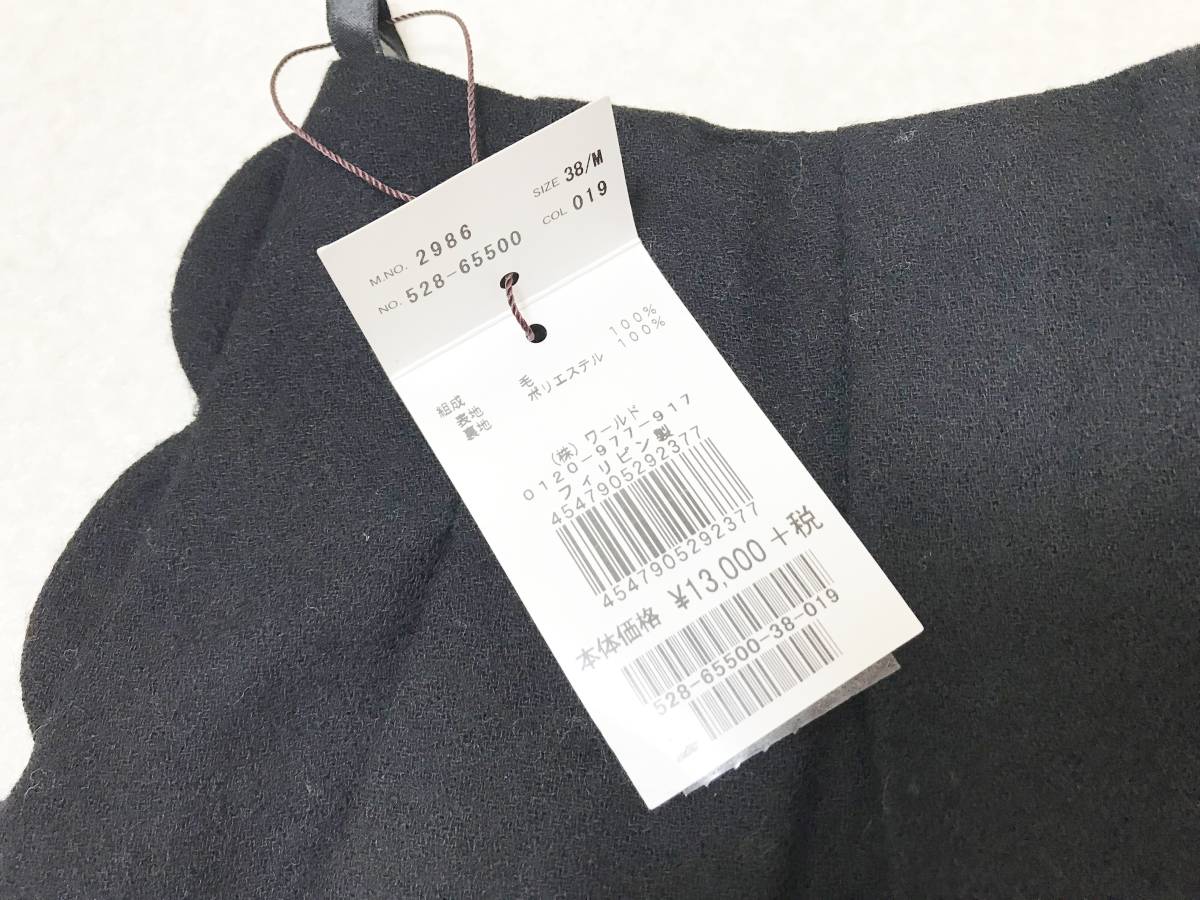 M.NO. 2986 SIZE 38/M
NO. 528-65500 COL 019
組成
表地 毛 100%
裏地 ポリエステル 100%
(株) ワールド
0120-977-917
フィリピン製
4547905292377
4547905292377
本体価格 ¥13,000 +税
528-65500-38-019